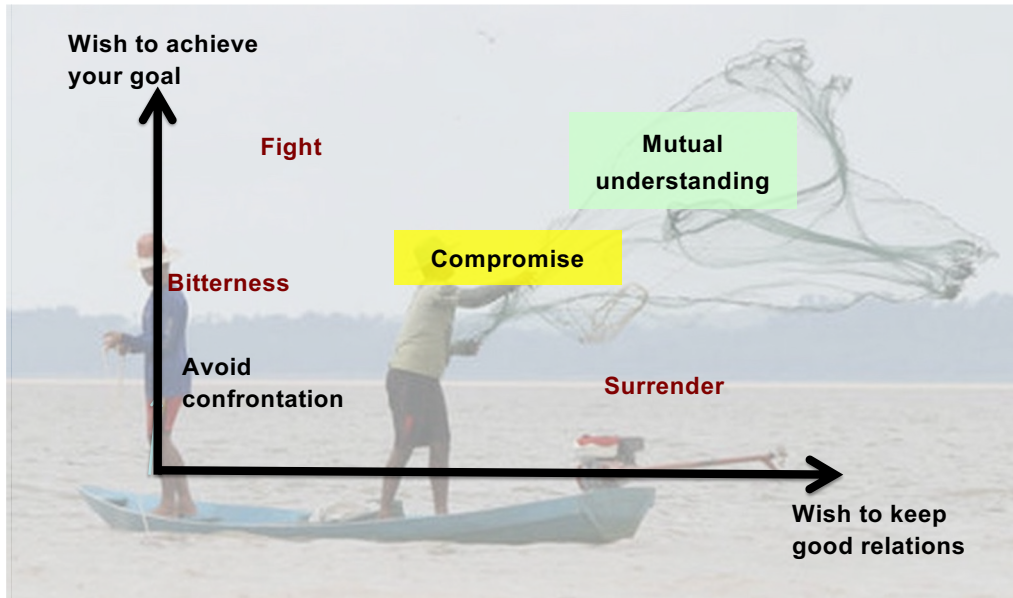 Wish to achieve
your goal
Fight
Mutual
understanding
Compromise
Bitterness
Avoid
confrontation
Surrender
Wish to keep
good relations